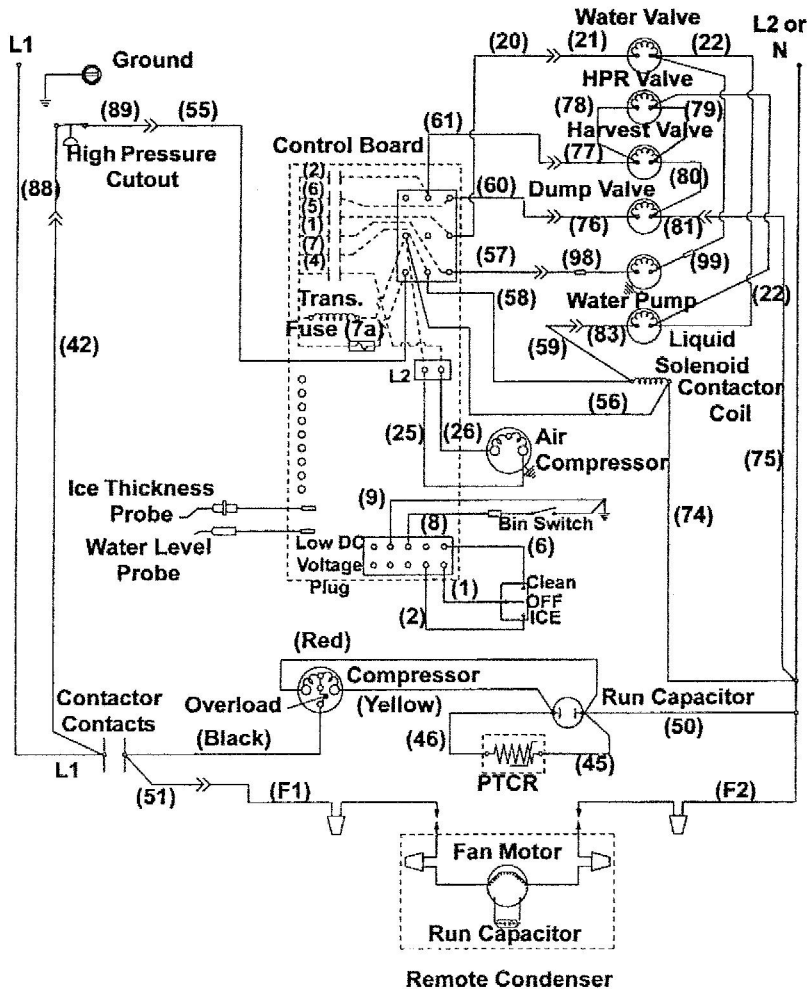 Water Valve
L2 or
N
L1
(20)
(21)
(22)
Ground
HPR Valve
(89)
(55)
(61)
(78)
(79)
Control Board
Harvest Valve
High Pressure
Cutout
(2)
(77)
(88)
(6)
(60)
Dump Valve
(80)
(5)
(1)
(76)
(81)
(7)
(57)
(98)
(99)
(4)
(58)
Water Pump
(22)
Trans.
Fuse (7a)
(42)
(59)
(83)
Liquid
Solenoid
L2
Contactor
Coil
(56)
(25)
(26)
Air
Compressor
(75)
(74)
Ice Thickness
Probe
(9)
(8)
Bin Switch
Water Level
Probe
Low DC
Voltage
Plug
(6)
Clean
(1)
OFF
(2)
ICE
(Red)
Compressor
Contactor
Contacts
Overload
(Yellow)
Run Capacitor
(Black)
(46)
(50)
L1
PTCR
(45)
(51)
(F1)
(F2)
Fan Motor
Run Capacitor
Remote Condenser